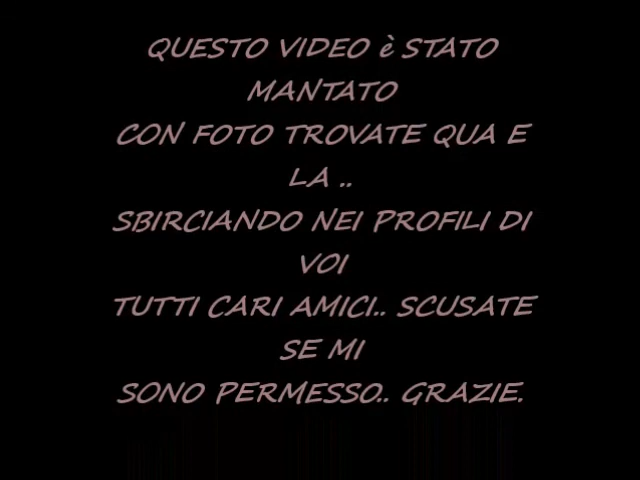 QUESTO VIDEO è STATO
MANTATO
CON FOTO TROVATE QUA E
LA ..
SBIRCIANDO NEI PROFILI DI
VOI
TUTTI CARI AMICI.. SCUSATE
SE MI
SONO PERMESSO.. GRAZIE.